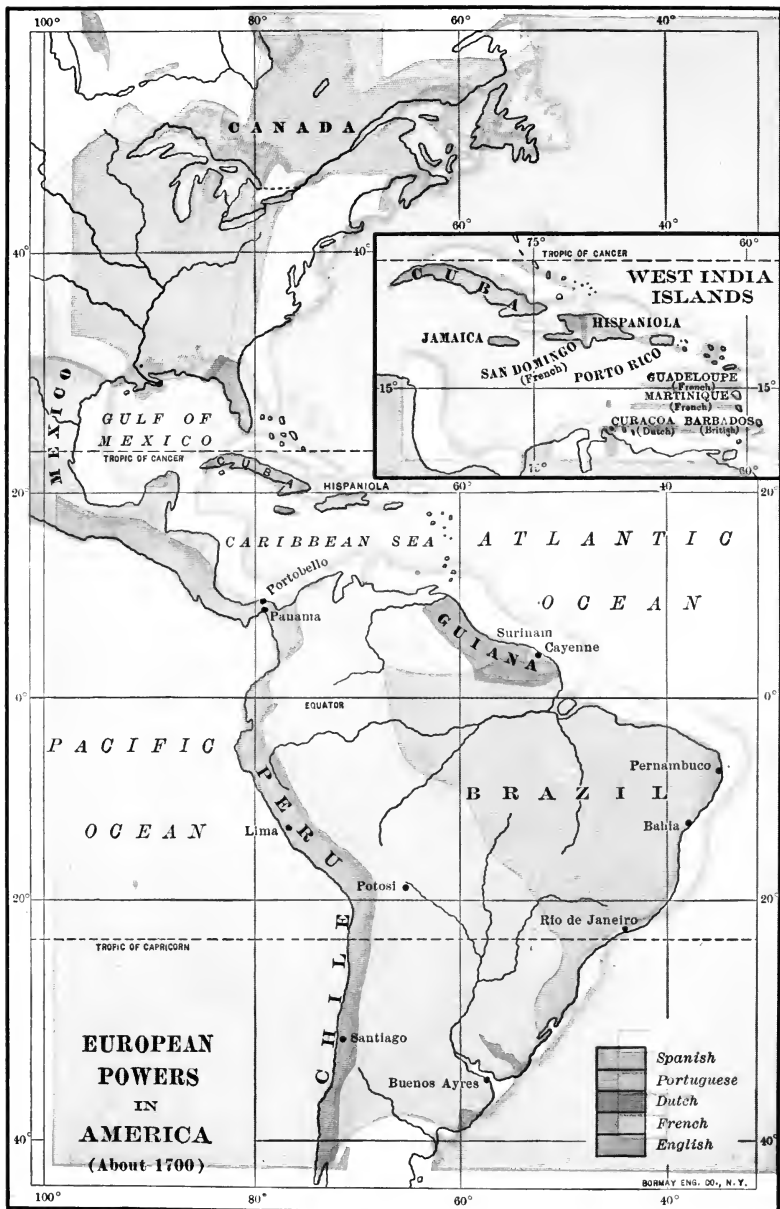 100°
80°
60°
40°
CANADA
60°
40°
40°
40°
75°
60°
TROPIC OF CANCER
WEST INDIA
ISLANDS
CUBA
HISPANIOLA
JAMAICA
SAN DOMINGO
(French)
PORTO RICO
15°
15°
GUADELOUPE
(French)
MARTINIQUE
(French)
CURACOA BARBADOS
(Dutch) (British)
75°
60°
MEXICO
GULF OF
MEXICO
TROPIC OF CANCER
CUBA
20°
HISPANIOLA
60°
40°
20°
CARIBBEAN SEA
ATLANTIC
OCEAN
Portobello
Panama
GUIANA
Surinam
Cayenne
0°
EQUATOR
0°
PACIFIC
OCEAN
PERU
BRAZIL
Pernambuco
Lima
Bahia
Potosi
20°
20°
Rio de Janeiro
TROPIC OF CAPRICORN
CHILE
Santiago
Buenos Ayres
EUROPEAN
POWERS
IN
AMERICA
(About 1700)
Spanish
Portuguese
Dutch
French
English
40°
40°
BORMAY ENG. CO., N.Y.
100°
80°
60°
40°